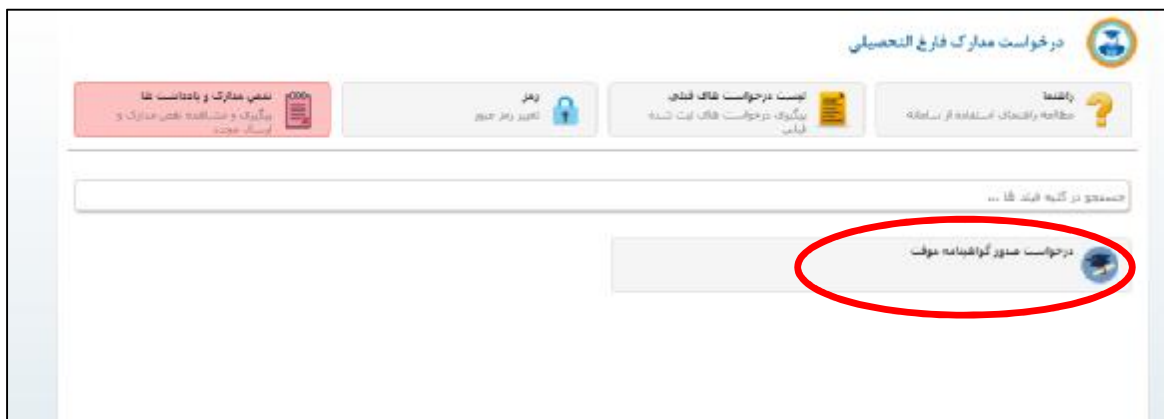 درخواست مدارک فارغ التحصیلی
راهنما
مطالعه راهنمای استفاده از سامانه
لیست درخواست های قبلی
پیگیری درخواست های ثبت شده
قبلی
رمز
تغییر رمز عبور
نقص مدارک و یادداشت ها
پیگیری و مشاهده نقص مدارک و
ارسال مجدد
جستجو در کلیه فیلد ها ...
درخواست صدور گواهینامه موقت